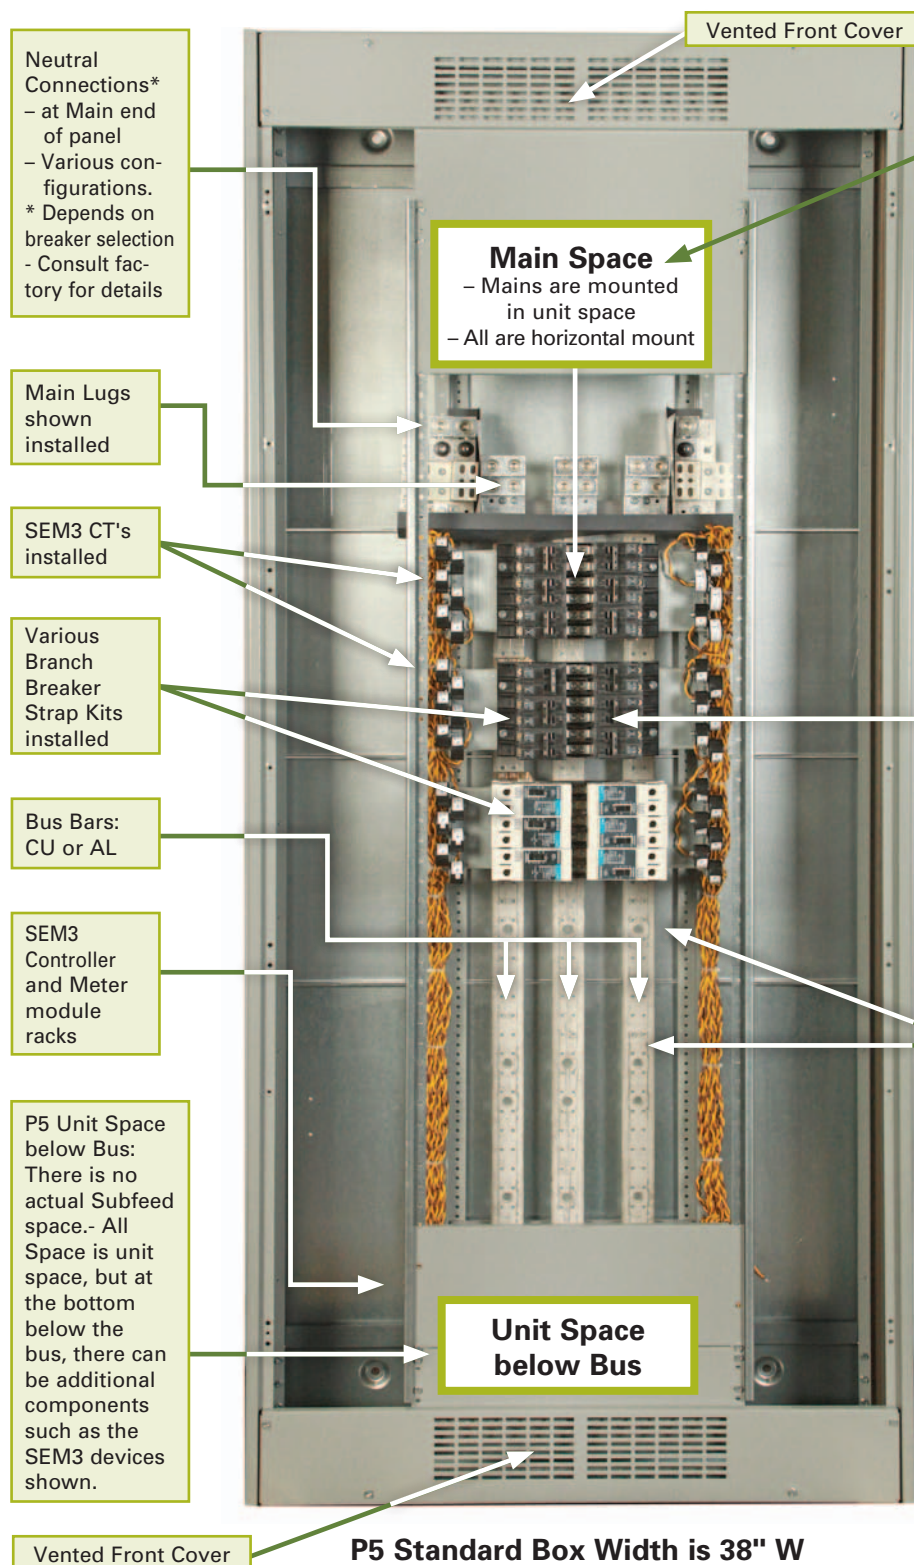 Vented Front Cover
Neutral
Connections*
– at Main end
of panel
– Various con-
figurations.
* Depends on
breaker selection
- Consult fac-
tory for details
Main Space
– Mains are mounted
in unit space
– All are horizontal mount
Main Lugs
shown
installed
SEM3 CT's
installed
Various
Branch
Breaker
Strap Kits
installed
Bus Bars:
CU or AL
SEM3
Controller
and Meter
module
racks
P5 Unit Space
below Bus:
There is no
actual Subfeed
space.- All
Space is unit
space, but at
the bottom
below the
bus, there can
be additional
components
such as the
SEM3 devices
shown.
Unit Space
below Bus
Vented Front Cover
P5 Standard Box Width is 38" W